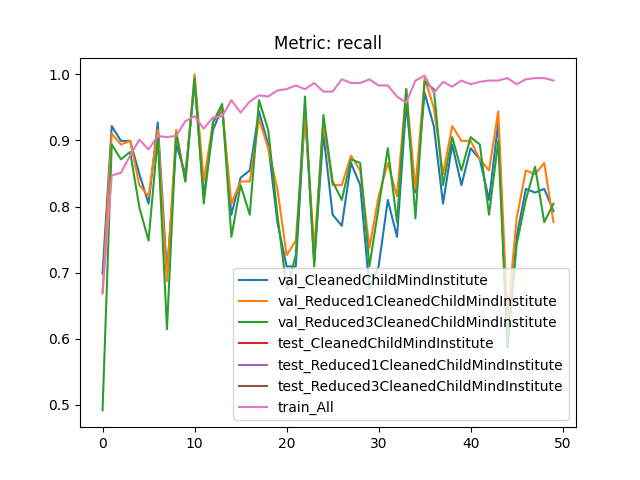 Metric: recall
1.0
0.9
0.8
0.7
0.6
0.5
0
10
20
30
40
50
val_CleanedChildMindInstitute
val_Reduced1CleanedChildMindInstitute
val_Reduced3CleanedChildMindInstitute
test_CleanedChildMindInstitute
test_Reduced1CleanedChildMindInstitute
test_Reduced3CleanedChildMindInstitute
train_All